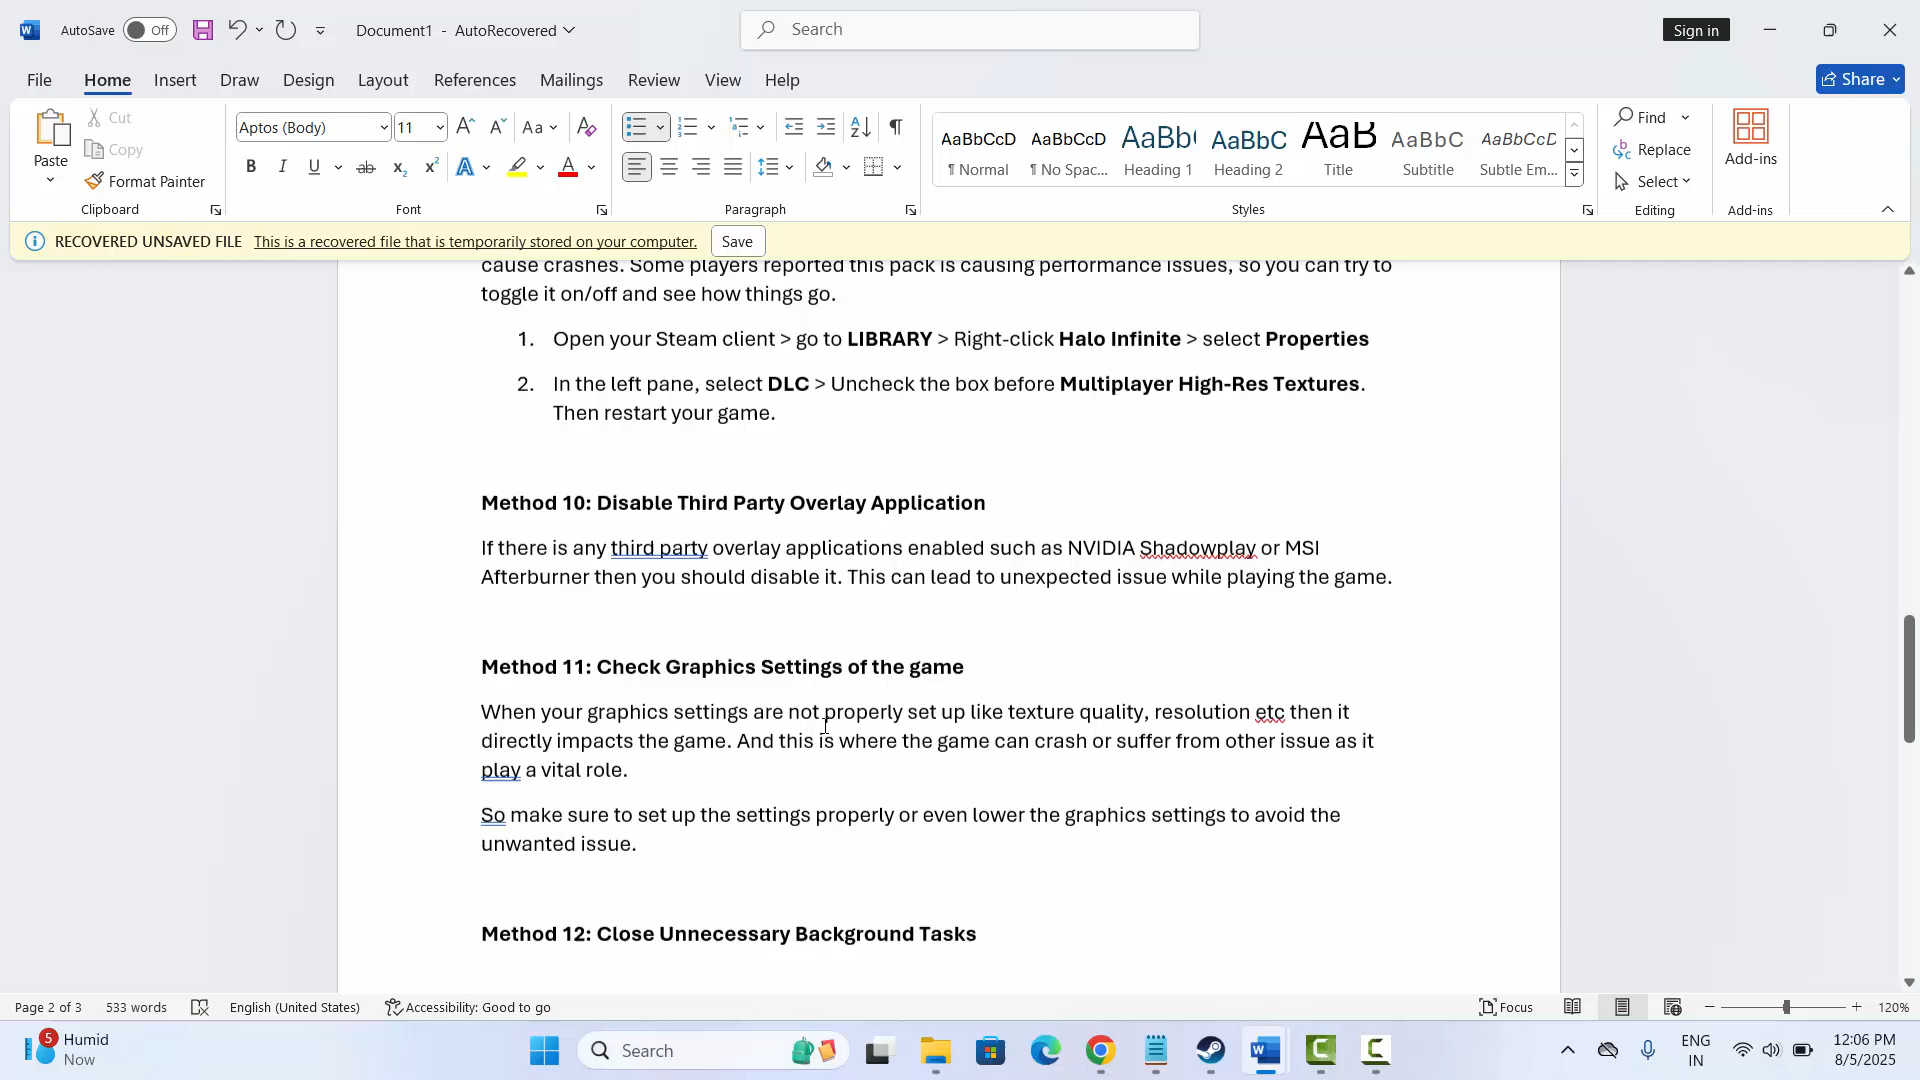 AutoSave Off Document1 - AutoRecovered Search Sign in
File Home Insert Draw Design Layout References Mailings Review View Help Share
Paste Cut Copy Format Painter Clipboard
Aptos (Body) 11 Font
Paragraph
AaBbCcD AaBbCcD AaBb( AaBbC AaB AaBbC AaBbCcD
¶ Normal ¶ No Spac... Heading 1 Heading 2 Title Subtitle Subtle Em...
Styles
Find Replace Select Editing
Add-ins Add-ins
RECOVERED UNSAVED FILE This is a recovered file that is temporarily stored on your computer. Save
cause crashes. Some players reported this pack is causing performance issues, so you can try to
toggle it on/off and see how things go.
1. Open your Steam client > go to LIBRARY > Right-click Halo Infinite > select Properties
2. In the left pane, select DLC > Uncheck the box before Multiplayer High-Res Textures.
Then restart your game.
Method 10: Disable Third Party Overlay Application
If there is any third party overlay applications enabled such as NVIDIA Shadowplay or MSI
Afterburner then you should disable it. This can lead to unexpected issue while playing the game.
Method 11: Check Graphics Settings of the game
When your graphics settings are not properly set up like texture quality, resolution etc then it
directly impacts the game. And this is where the game can crash or suffer from other issue as it
play a vital role.
So make sure to set up the settings properly or even lower the graphics settings to avoid the
unwanted issue.
Method 12: Close Unnecessary Background Tasks
Page 2 of 3 533 words English (United States) Accessibility: Good to go Focus 120%
5 Humid
Now
Search
ENG
IN
12:06 PM
8/5/2025